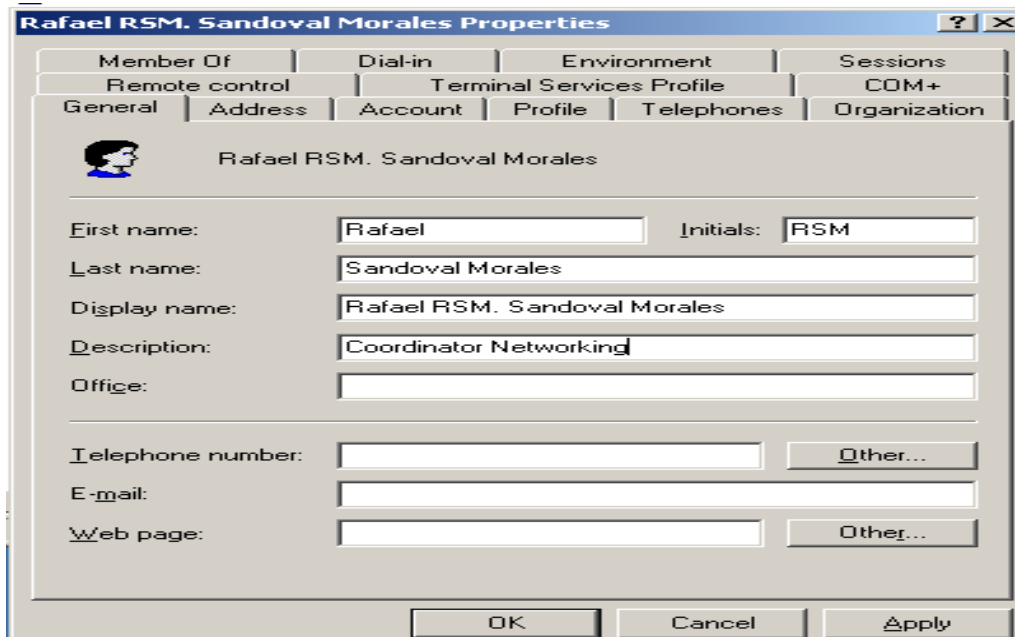 Rafael RSM. Sandoval Morales Properties
Member Of Dial-in Environment Sessions
Remote control Terminal Services Profile COM+
General Address Account Profile Telephones Organization
Rafael RSM. Sandoval Morales
First name: Rafael Initials: RSM
Last name: Sandoval Morales
Display name: Rafael RSM. Sandoval Morales
Description: Coordinator Networking
Office:
Telephone number: Other...
E-mail:
Web page: Other...
OK Cancel Apply